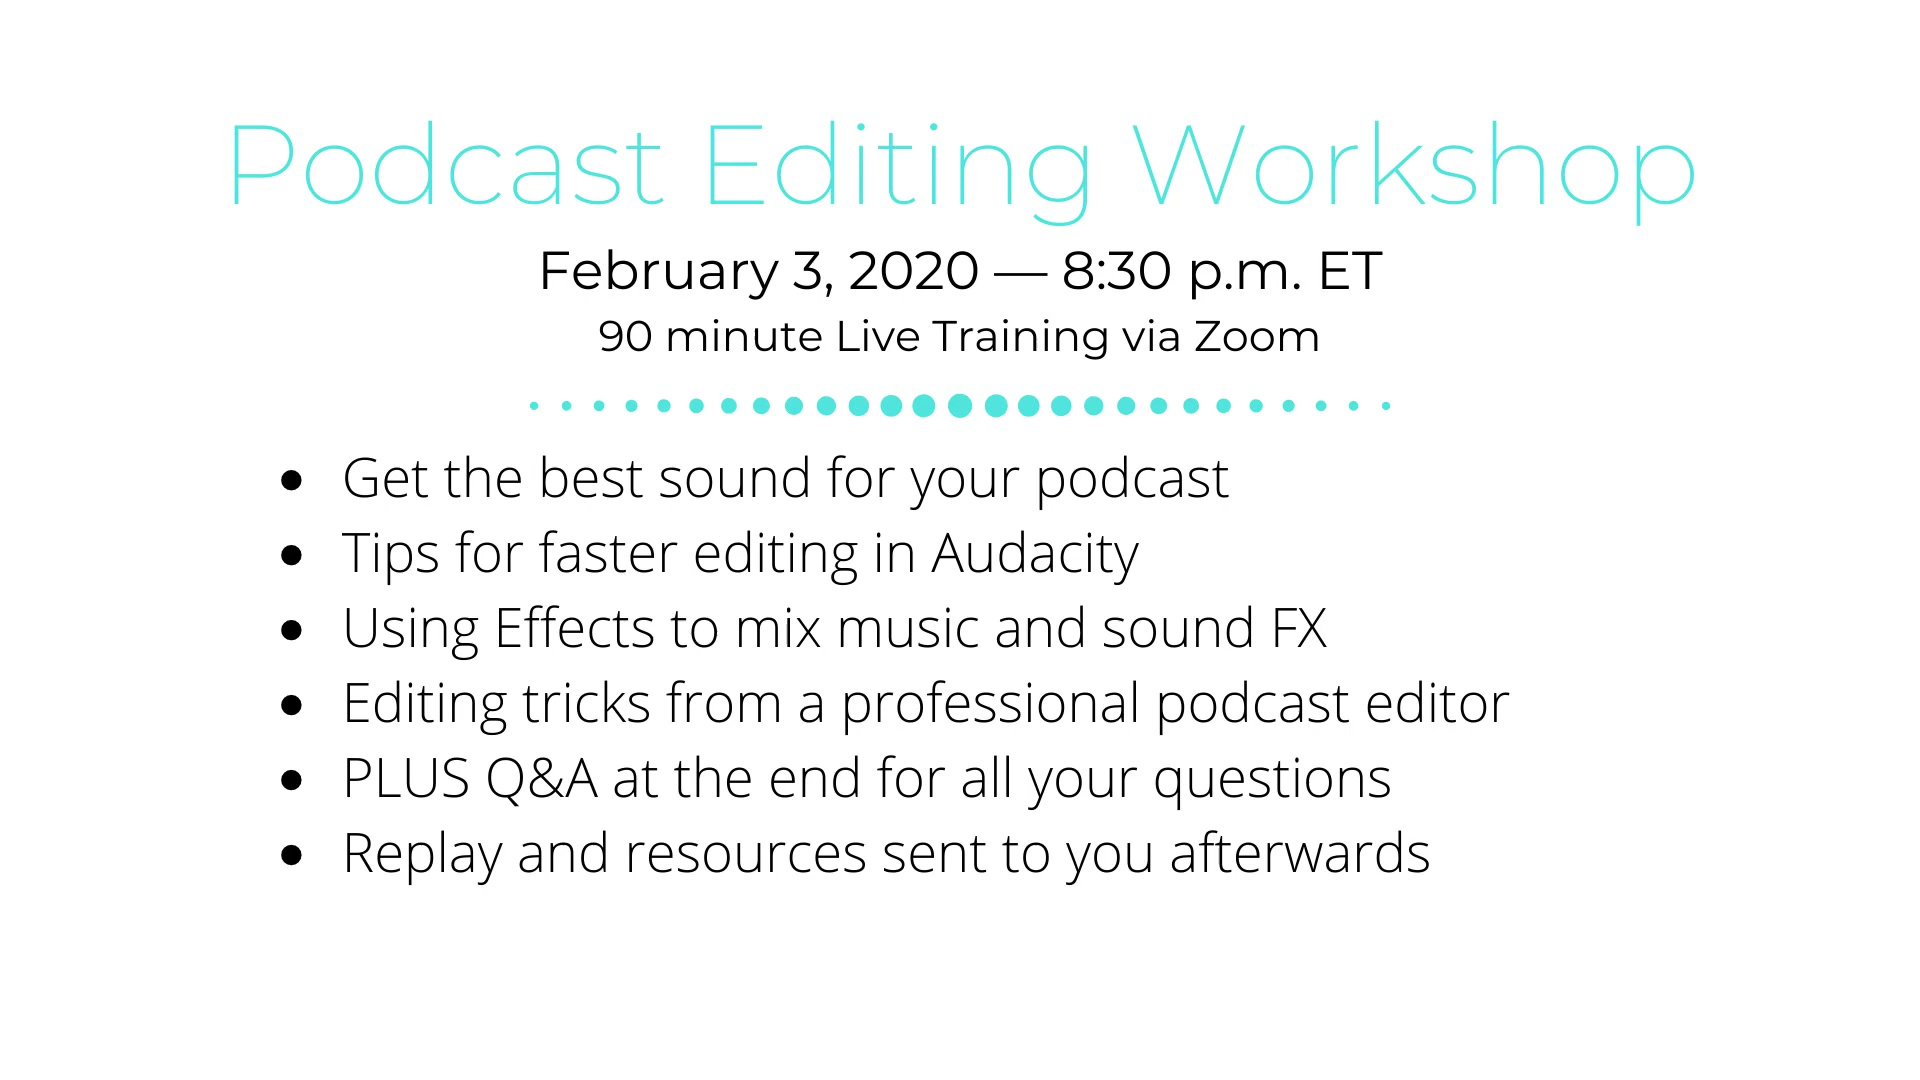 Podcast Editing Workshop
February 3, 2020 — 8:30 p.m. ET
90 minute Live Training via Zoom
• Get the best sound for your podcast
• Tips for faster editing in Audacity
• Using Effects to mix music and sound FX
• Editing tricks from a professional podcast editor
• PLUS Q&A at the end for all your questions
• Replay and resources sent to you afterwards